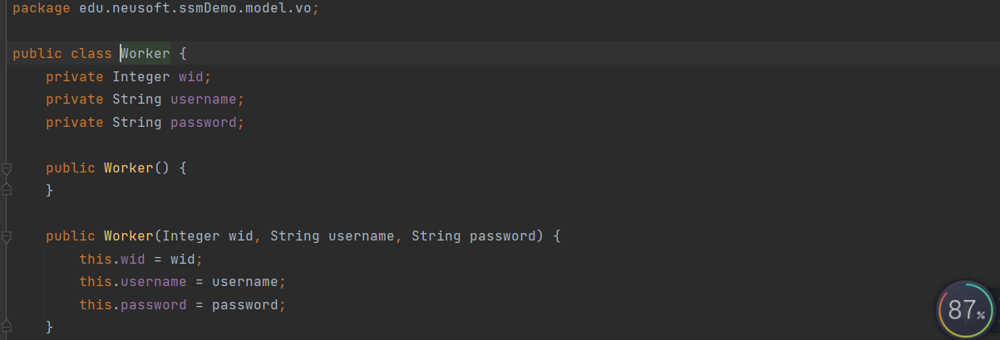 package edu.neusoft.ssmDemo.model.vo;
public class Worker {
private Integer wid;
private String username;
private String password;
public Worker() {
}
public Worker(Integer wid, String username, String password) {
this.wid = wid;
this.username = username;
this.password = password;
}
87%